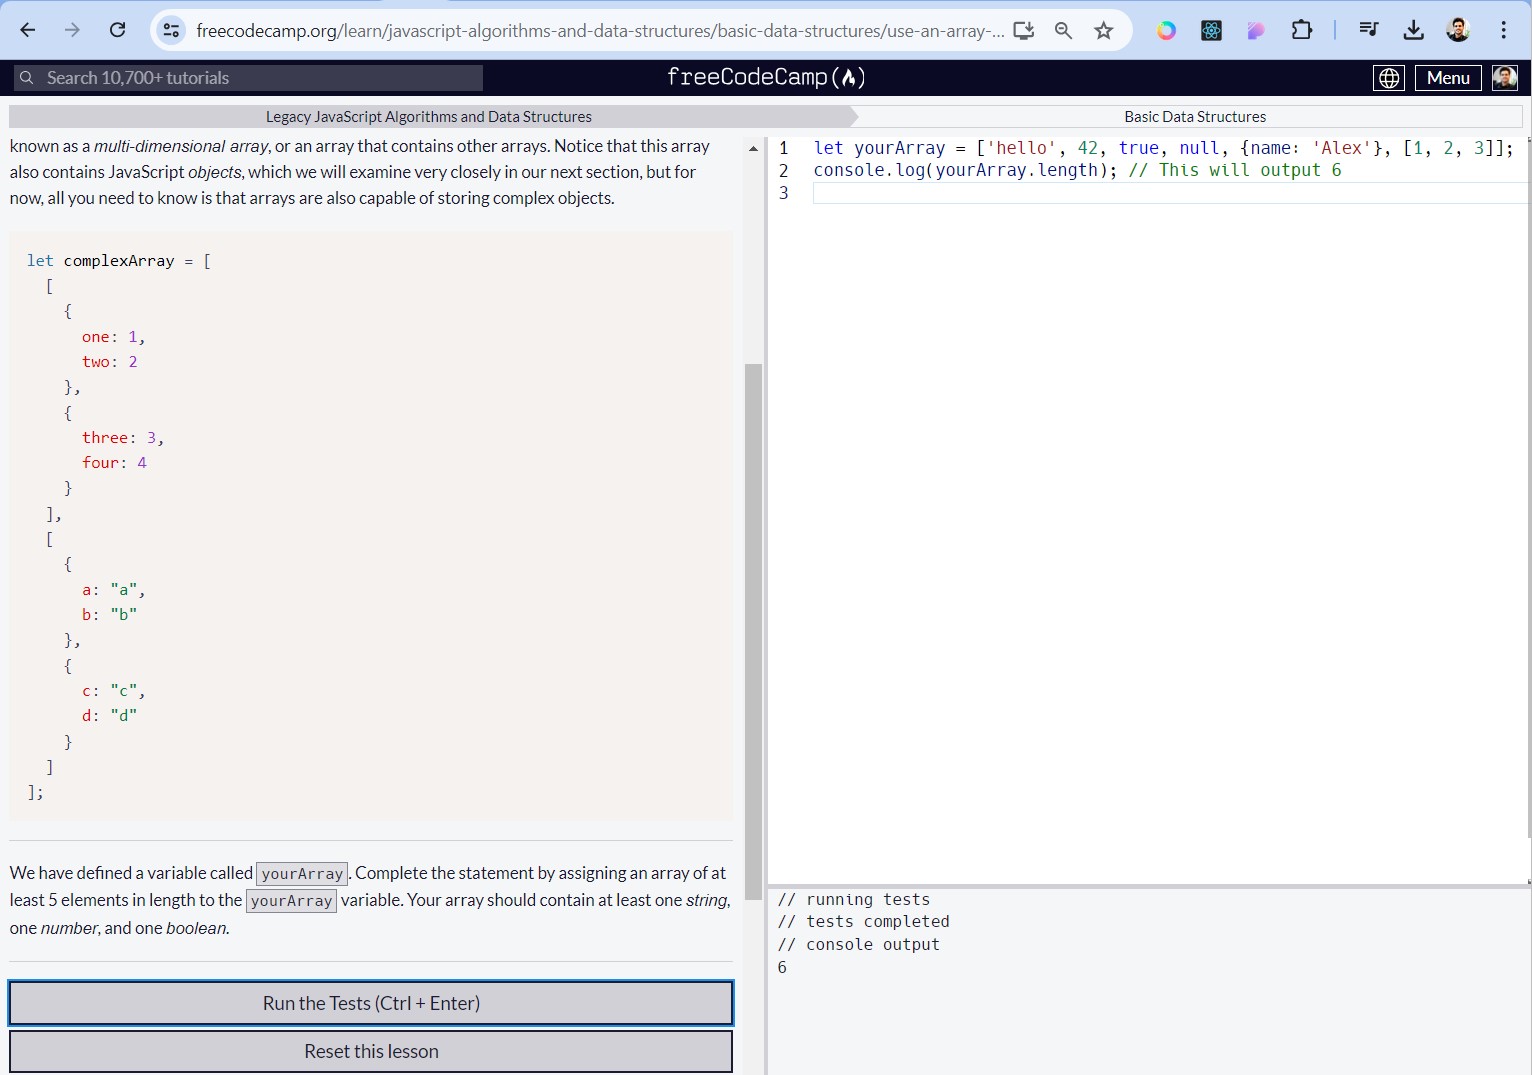 freecodecamp.org/learn/javascript-algorithms-and-data-structures/basic-data-structures/use-an-array-...
Search 10,700+ tutorials
freeCodeCamp
Menu
Legacy JavaScript Algorithms and Data Structures
Basic Data Structures
known as a multi-dimensional array, or an array that contains other arrays. Notice that this array
also contains JavaScript objects, which we will examine very closely in our next section, but for
now, all you need to know is that arrays are also capable of storing complex objects.
let complexArray = [
  [
    {
      one: 1,
      two: 2
    },
    {
      three: 3,
      four: 4
    }
  ],
  [
    {
      a: "a",
      b: "b"
    },
    {
      c: "c",
      d: "d"
    }
  ]
];
We have defined a variable called yourArray. Complete the statement by assigning an array of at
least 5 elements in length to the yourArray variable. Your array should contain at least one string,
one number, and one boolean.
Run the Tests (Ctrl + Enter)
Reset this lesson
1 let yourArray = ['hello', 42, true, null, {name: 'Alex'}, [1, 2, 3]];
2 console.log(yourArray.length); // This will output 6
3
// running tests
// tests completed
// console output
6